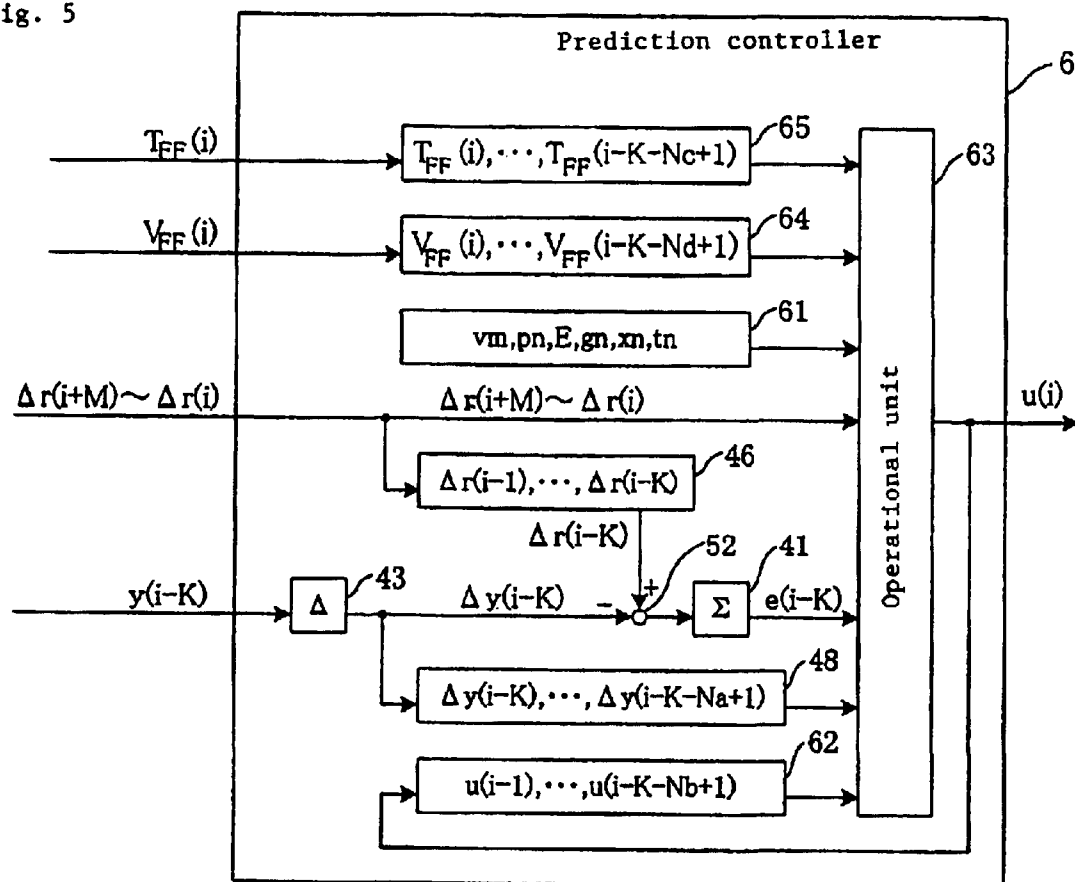 ig. 5
Prediction controller
6
T_FF(i)
T_FF(i),···,T_FF(i-K-Nc+1)
65
63
V_FF(i)
V_FF(i),···,V_FF(i-K-Nd+1)
64
vm,pn,E,gn,xn,tn
61
Δr(i+M)~Δr(i)
Δr(i+M)~Δr(i)
u(i)
Δr(i-1),···,Δr(i-K)
46
Δr(i-K)
Operational unit
y(i-K)
Δ
43
Δy(i-K)
-
+
52
Σ
41
e(i-K)
Δy(i-K),···,Δy(i-K-Na+1)
48
u(i-1),···,u(i-K-Nb+1)
62